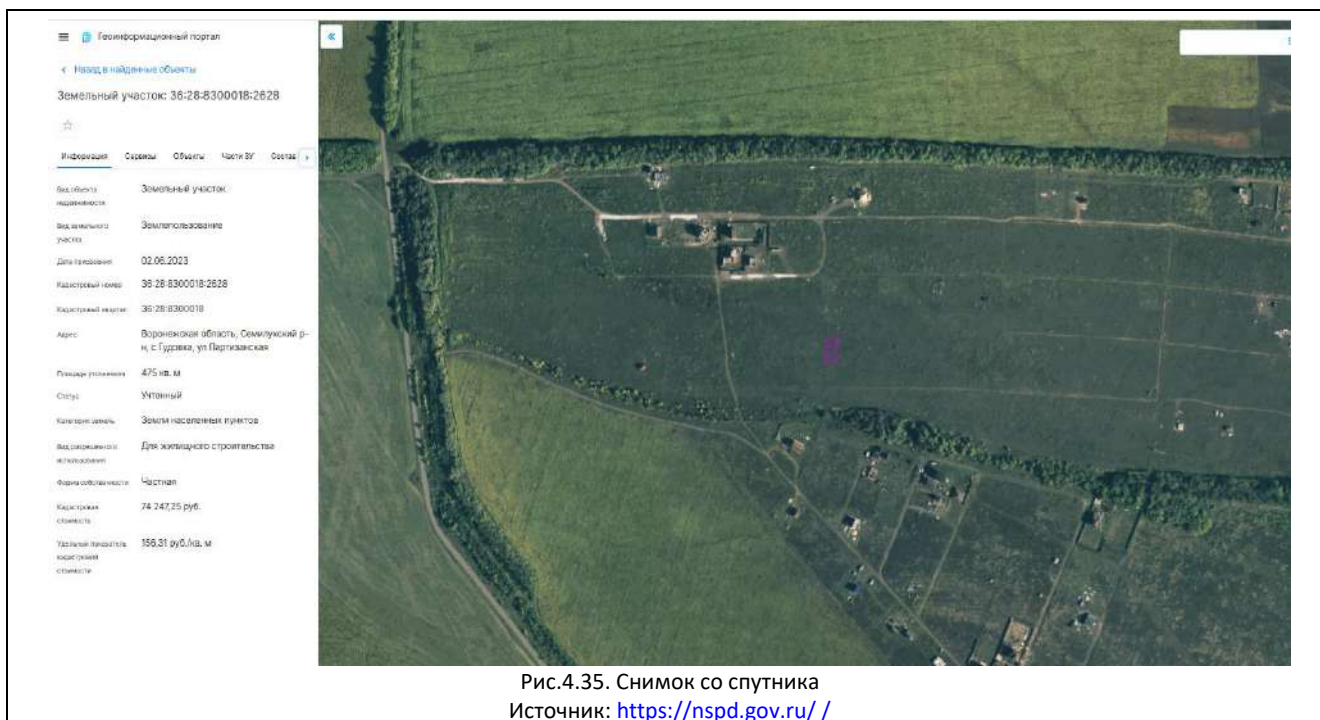 Геоинформационный портал
Назад в найденные объекты
Земельный участок: 36:28:8300018:2628
Информация Сервисы Объекты Части ЗУ Состав
Вид объекта недвижимости
Земельный участок
Вид земельного участка
Землепользование
Дата присвоения
02.06.2023
Кадастровый номер
36:28:8300018:2628
Кадастровый квартал
36:28:8300018
Адрес
Воронежская область, Семилукский р-
н, с Гудовка, ул Партизанская
Площадь уточненная
475 кв. м
Статус
Учтенный
Категория земель
Земли населенных пунктов
Вид разрешенного
использования
Для жилищного строительства
Форма собственности
Частная
Кадастровая
стоимость
74 247,25 руб.
Удельный показатель
кадастровой
стоимости
156,31 руб./кв. м
Рис.4.35. Снимок со спутника
Источник: https://nspd.gov.ru/ /